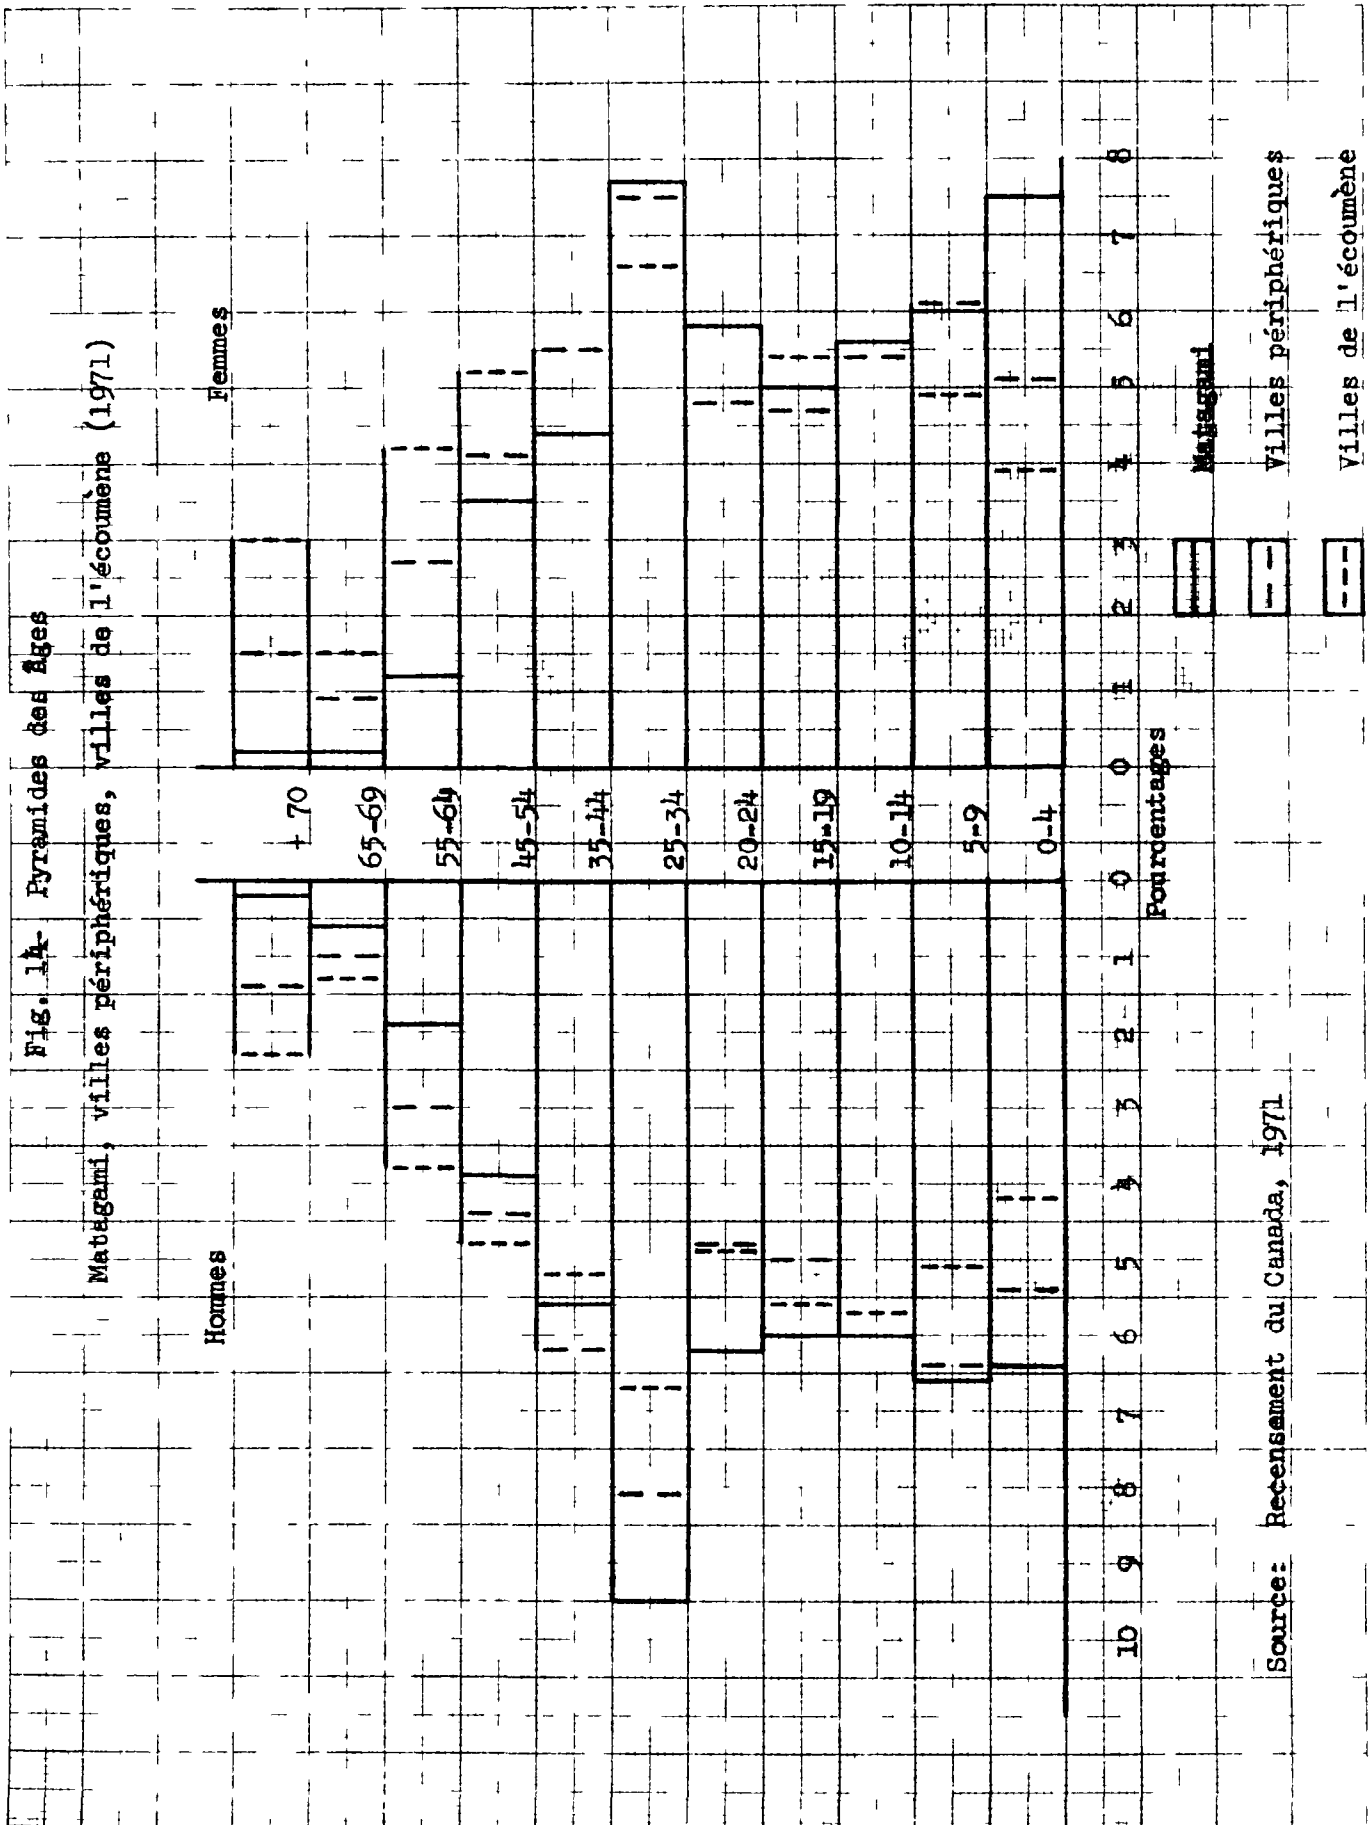 Fig. 14- Pyramides des Âges
Matagami, villes périphériques, villes de l'écoumène (1971)
Hommes
Femmes
+ 70
65-69
55-64
45-54
35-44
25-34
20-24
15-19
10-14
5-9
0-4
10 9 8 7 6 5 4 3 2 1 0 0 1 2 3 4 5 6 7 8
Pourcentages
Matagami
Villes périphériques
Villes de l'écoumène
Source: Recensement du Canada, 1971